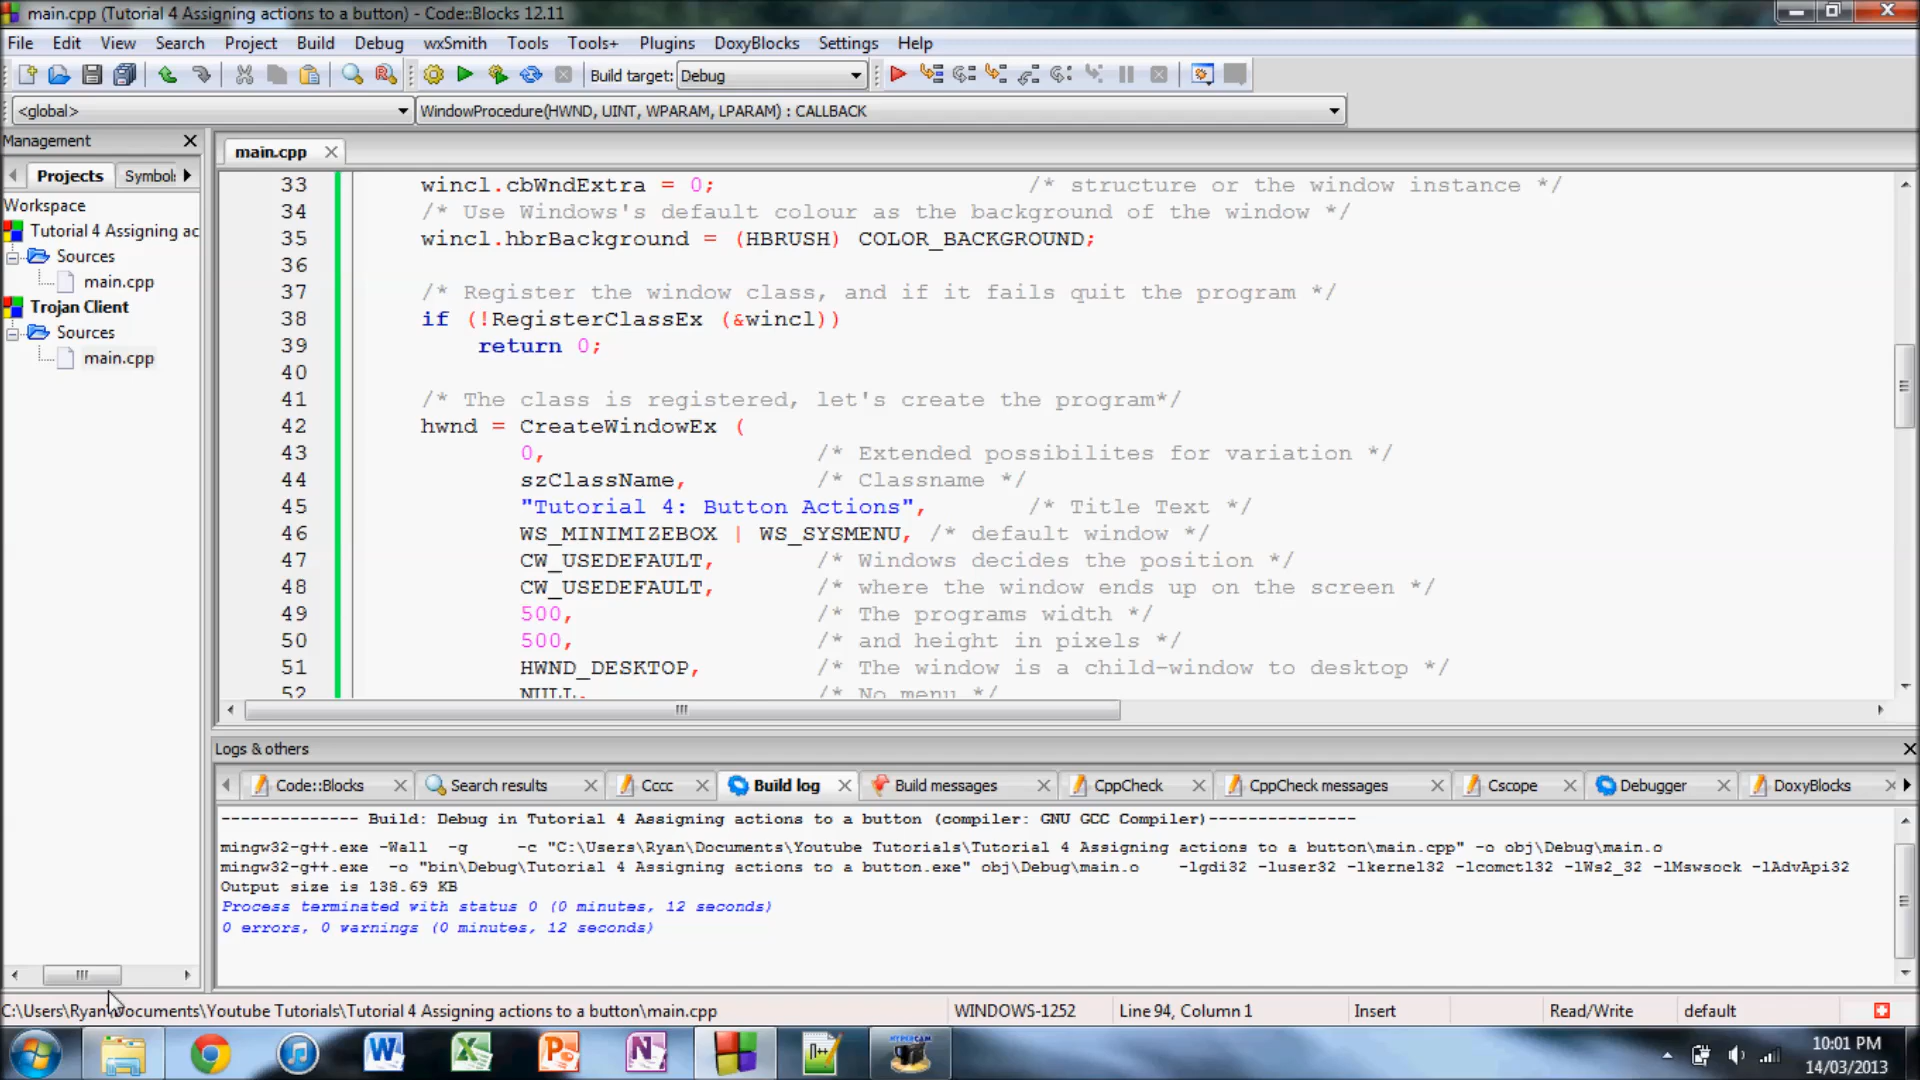 main.cpp (Tutorial 4 Assigning actions to a button) - Code::Blocks 12.11
File Edit View Search Project Build Debug wxSmith Tools Tools+ Plugins DoxyBlocks Settings Help
Build target: Debug
<global> WindowProcedure(HWND, UINT, WPARAM, LPARAM) : CALLBACK
Management
Projects Symbols
Workspace
Tutorial 4 Assigning ac
Sources
main.cpp
Trojan Client
Sources
main.cpp
main.cpp
33 wincl.cbWndExtra = 0; /* structure or the window instance */
34 /* Use Windows's default colour as the background of the window */
35 wincl.hbrBackground = (HBRUSH) COLOR_BACKGROUND;
36
37 /* Register the window class, and if it fails quit the program */
38 if (!RegisterClassEx (&wincl))
39 return 0;
40
41 /* The class is registered, let's create the program*/
42 hwnd = CreateWindowEx (
43 0, /* Extended possibilites for variation */
44 szClassName, /* Classname */
45 "Tutorial 4: Button Actions", /* Title Text */
46 WS_MINIMIZEBOX | WS_SYSMENU, /* default window */
47 CW_USEDEFAULT, /* Windows decides the position */
48 CW_USEDEFAULT, /* where the window ends up on the screen */
49 500, /* The programs width */
50 500, /* and height in pixels */
51 HWND_DESKTOP, /* The window is a child-window to desktop */
52 NULL, /* No menu */
Logs & others
Code::Blocks Search results Cccc Build log Build messages CppCheck CppCheck messages Cscope Debugger DoxyBlocks
-------------- Build: Debug in Tutorial 4 Assigning actions to a button (compiler: GNU GCC Compiler)---------------
mingw32-g++.exe -Wall -g -c "C:\Users\Ryan\Documents\Youtube Tutorials\Tutorial 4 Assigning actions to a button\main.cpp" -o obj\Debug\main.o
mingw32-g++.exe -o "bin\Debug\Tutorial 4 Assigning actions to a button.exe" obj\Debug\main.o -lgdi32 -luser32 -lkernel32 -lcomctl32 -lWs2_32 -lMswsock -lAdvApi32
Output size is 138.69 KB
Process terminated with status 0 (0 minutes, 12 seconds)
0 errors, 0 warnings (0 minutes, 12 seconds)
C:\Users\Ryan\Documents\Youtube Tutorials\Tutorial 4 Assigning actions to a button\main.cpp WINDOWS-1252 Line 94, Column 1 Insert Read/Write default
HYPERCAM
10:01 PM
14/03/2013